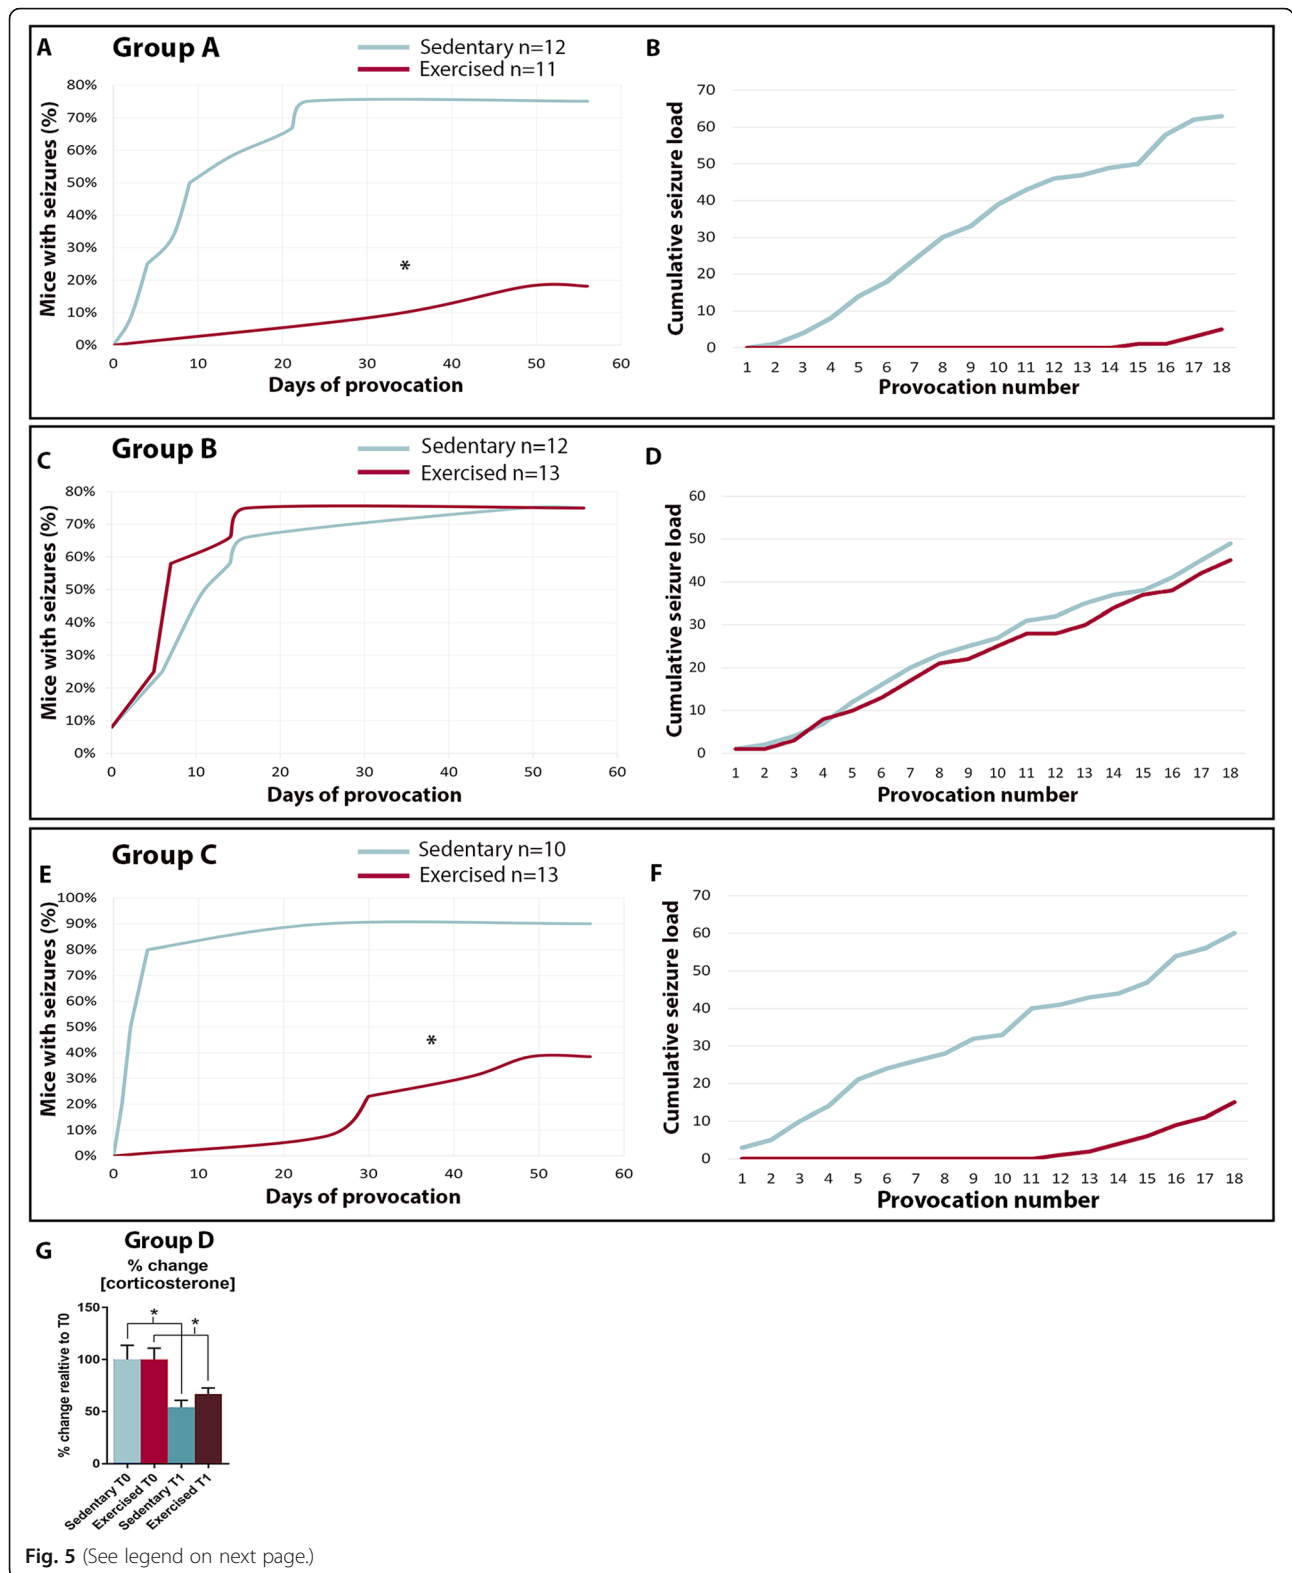 A Group A
Sedentary n=12
Exercised n=11
Mice with seizures (%)
80%
70%
60%
50%
40%
30%
20%
10%
0%
*
0 10 20 30 40 50 60
Days of provocation
B
Cumulative seizure load
70
60
50
40
30
20
10
0
1 2 3 4 5 6 7 8 9 10 11 12 13 14 15 16 17 18
Provocation number
C Group B
Sedentary n=12
Exercised n=13
Mice with seizures (%)
80%
70%
60%
50%
40%
30%
20%
10%
0%
0 10 20 30 40 50 60
Days of provocation
D
Cumulative seizure load
60
50
40
30
20
10
0
1 2 3 4 5 6 7 8 9 10 11 12 13 14 15 16 17 18
Provocation number
E Group C
Sedentary n=10
Exercised n=13
Mice with seizures (%)
100%
90%
80%
70%
60%
50%
40%
30%
20%
10%
0%
*
0 10 20 30 40 50 60
Days of provocation
F
Cumulative seizure load
70
60
50
40
30
20
10
0
1 2 3 4 5 6 7 8 9 10 11 12 13 14 15 16 17 18
Provocation number
G Group D
% change
[corticosterone]
% change realtive to T0
150
100
50
0
* *
Sedentary T0
Exercised T0
Sedentary T1
Exercised T1
Fig. 5 (See legend on next page.)